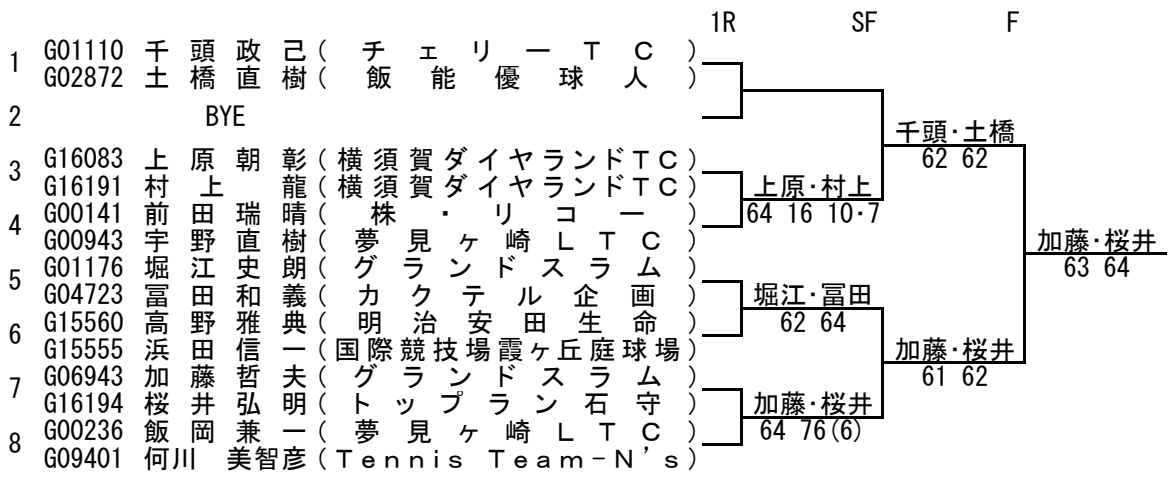 1R SF F
1 G01110 千頭政己(チェリーTC)
G02872 土橋直樹(飯能優球人)
2 BYE
千頭・土橋
62 62
3 G16083 上原朝彰(横須賀ダイヤランドTC)
G16191 村上龍(横須賀ダイヤランドTC)
上原・村上
64 16 10・7
4 G00141 前田瑞晴(株・リコー)
G00943 宇野直樹(夢見ヶ崎LTC)
加藤・桜井
63 64
5 G01176 堀江史朗(グランドスラム)
G04723 冨田和義(カクテル企画)
堀江・冨田
62 64
6 G15560 高野雅典(明治安田生命)
G15555 浜田信一(国際競技場霞ヶ丘庭球場)
加藤・桜井
61 62
7 G06943 加藤哲夫(グランドスラム)
G16194 桜井弘明(トップラン石守)
加藤・桜井
64 76(6)
8 G00236 飯岡兼一(夢見ヶ崎LTC)
G09401 何川 美智彦(Tennis Team-N's)